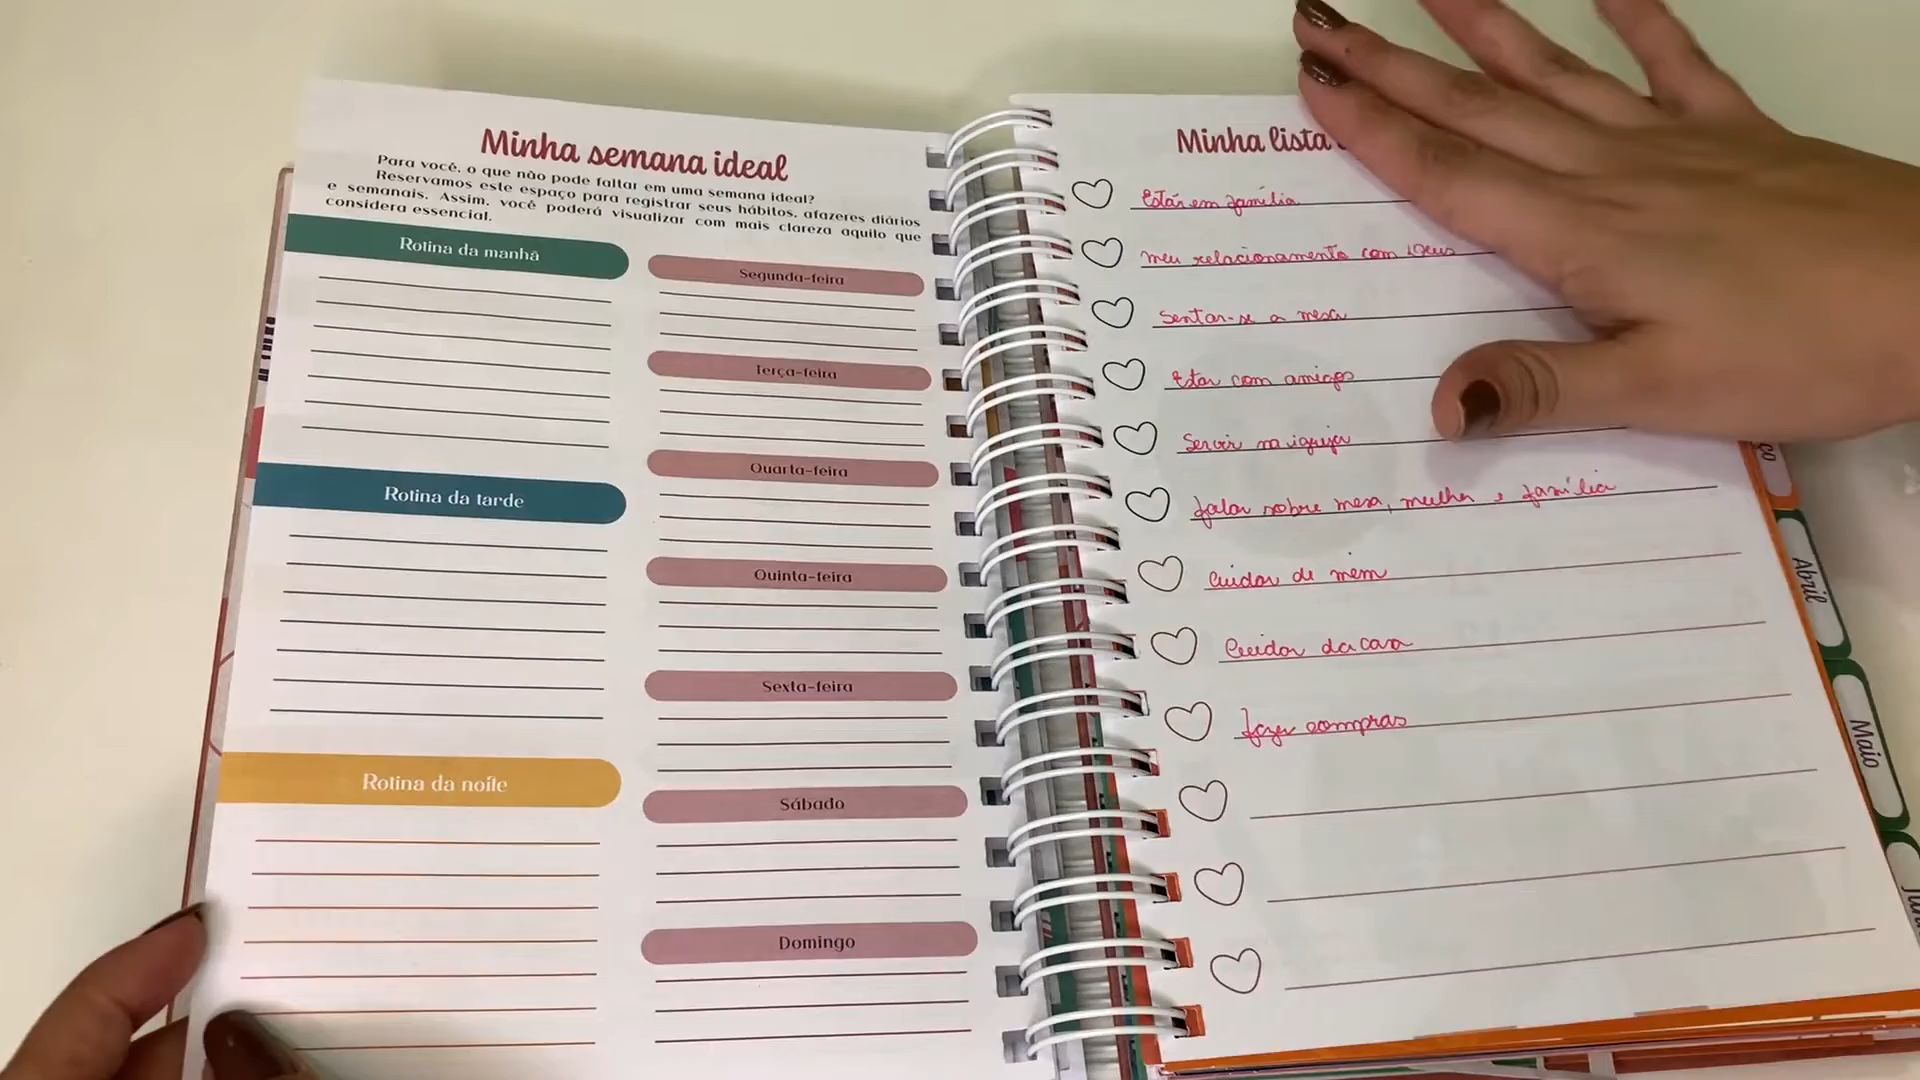 Minha semana ideal
Para você, o que não pode faltar em uma semana ideal?
Reservamos este espaço para registrar seus hábitos, afazeres diários
e semanais. Assim, você poderá visualizar com mais clareza aquilo que
considera essencial.
Rotina da manhã
Rotina da tarde
Rotina da noite
Segunda-feira
Terça-feira
Quarta-feira
Quinta-feira
Sexta-feira
Sábado
Domingo
Minha lista
Estar em família
meu relacionamento com Deus
Sentar-se a mesa
Estar com amigos
Servir na igreja
falar sobre mesa, mulher e família
Cuidar de mim
Cuidar da casa
fazer compras
Abril
Maio